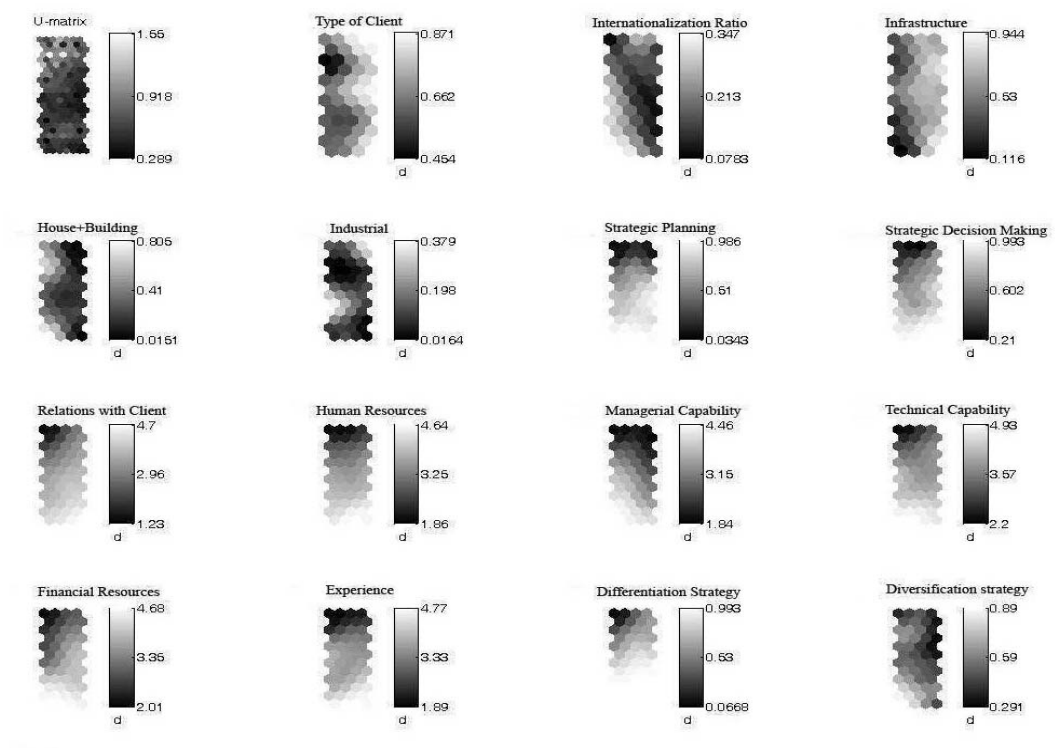 U-matrix
1.55
0.918
0.289
Type of Client
0.871
0.662
0.454
d
Internationalization Ratio
0.347
0.213
0.0783
d
Infrastructure
0.944
0.53
0.116
d
House+Building
0.805
0.41
0.0151
d
Industrial
0.379
0.198
0.0164
d
Strategic Planning
0.986
0.51
0.0343
d
Strategic Decision Making
0.993
0.602
0.21
d
Relations with Client
4.7
2.96
1.23
d
Human Resources
4.64
3.25
1.86
d
Managerial Capability
4.46
3.15
1.84
d
Technical Capability
4.93
3.57
2.2
d
Financial Resources
4.68
3.35
2.01
d
Experience
4.77
3.33
1.89
d
Differentiation Strategy
0.993
0.53
0.0668
d
Diversification strategy
0.89
0.59
0.291
d